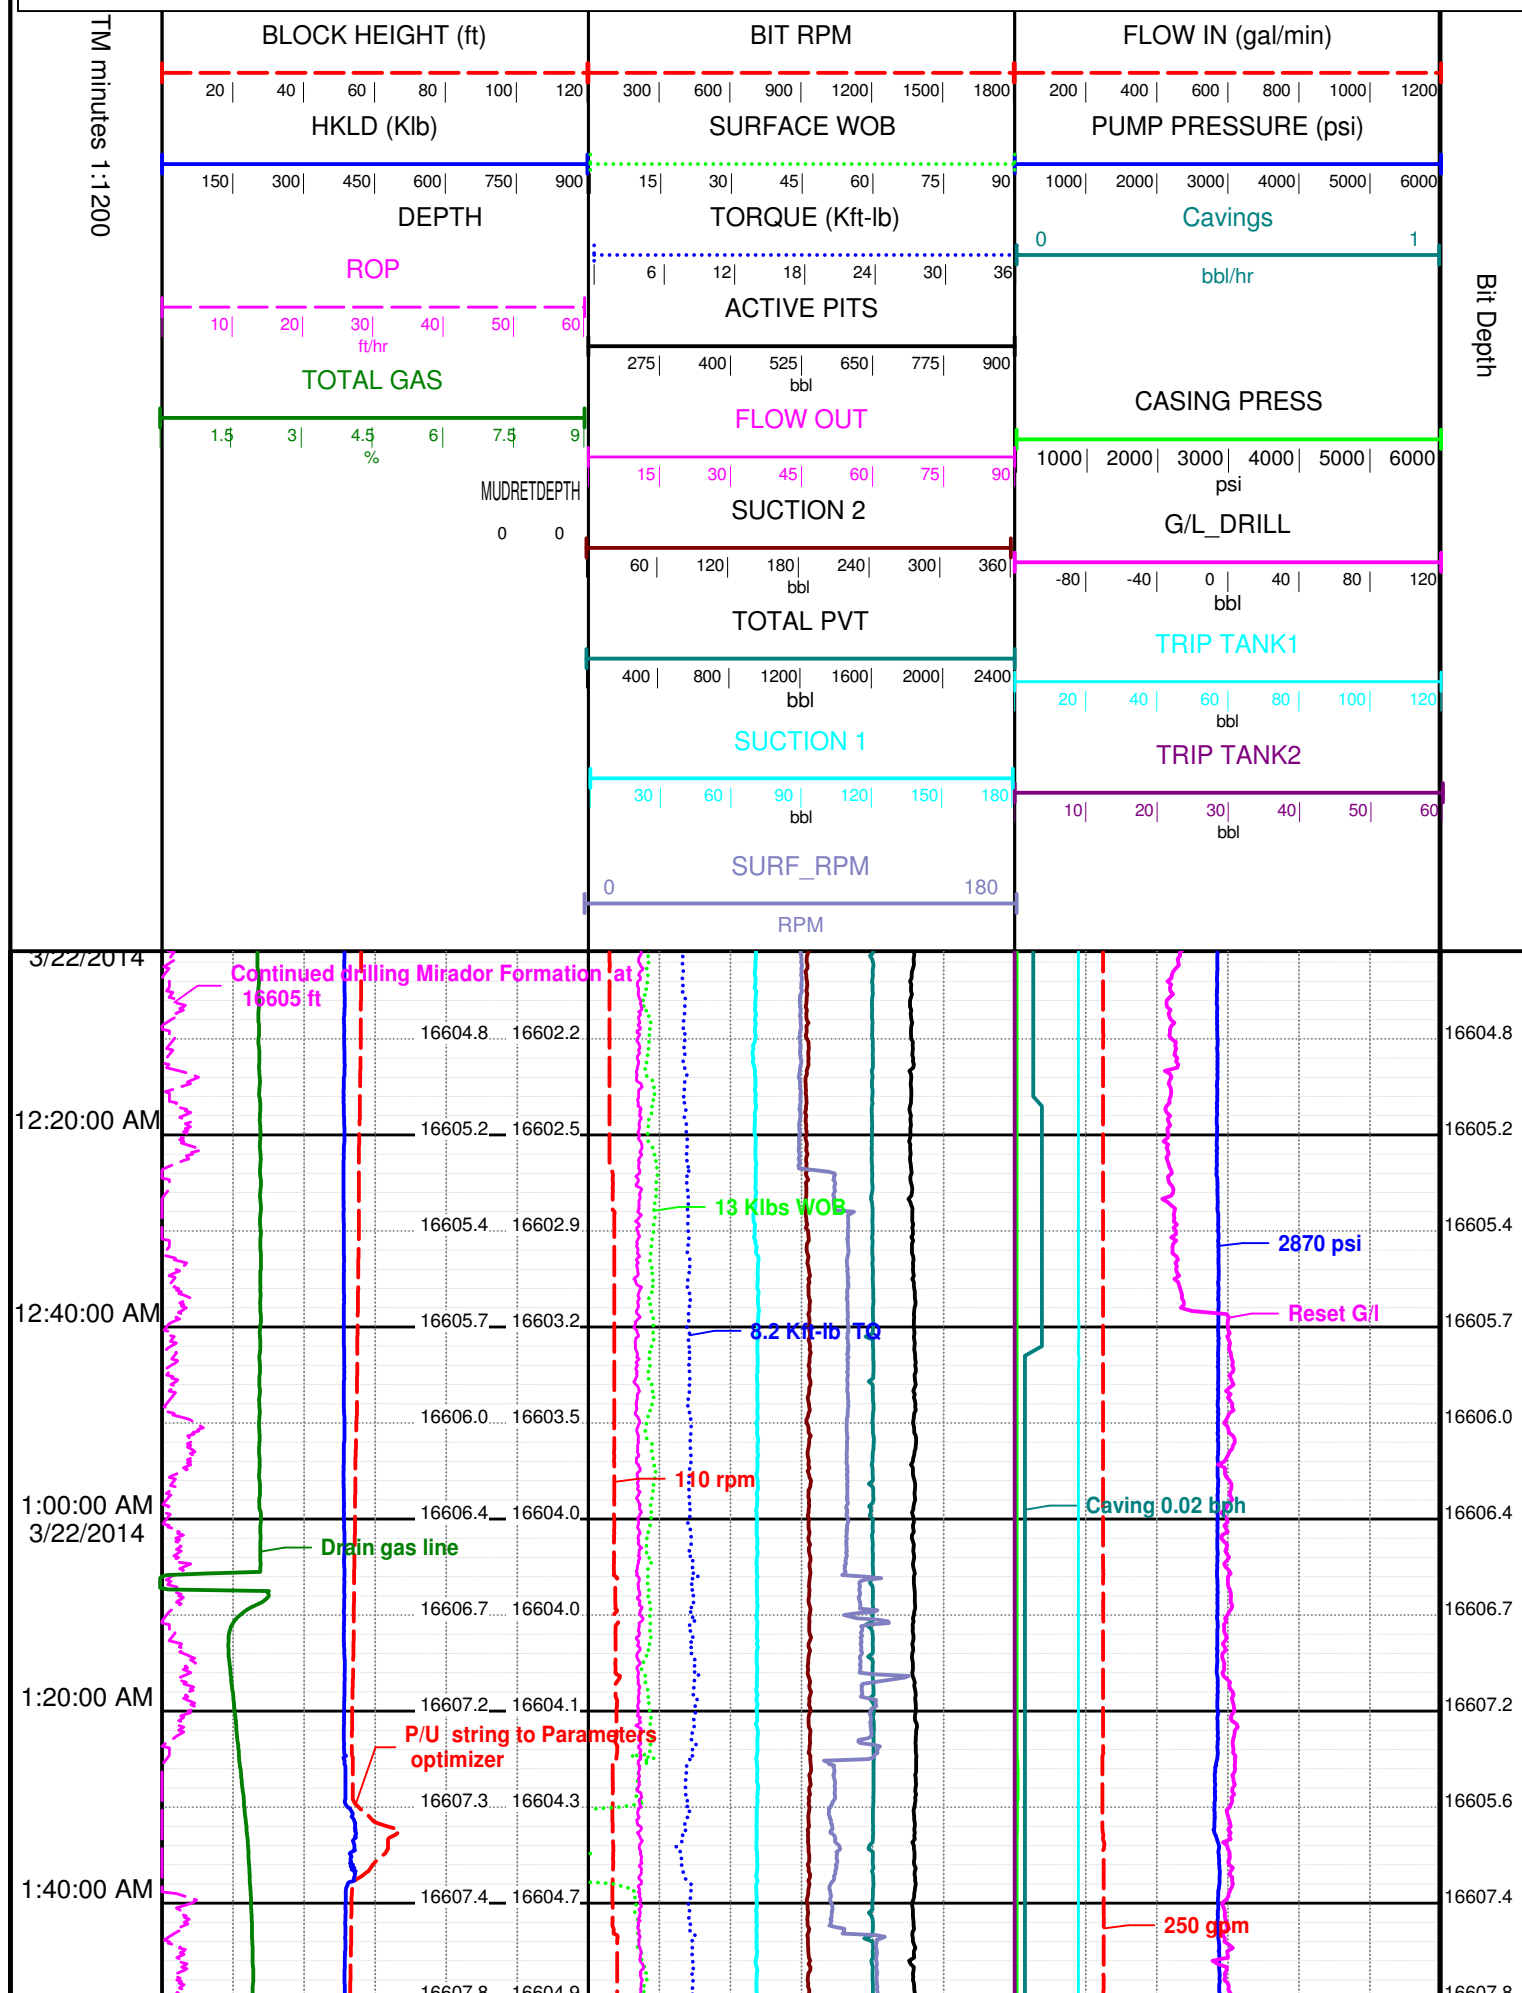 TM minutes 1:1200
BLOCK HEIGHT (ft)
20 40 60 80 100 120
HKLD (Klb)
150 300 450 600 750 900
DEPTH
ROP
10 20 30 40 50 60
ft/hr
TOTAL GAS
1.5 3 4.5 6 7.5 9
%
MUDRETDEPTH
0 0
BIT RPM
300 600 900 1200 1500 1800
SURFACE WOB
15 30 45 60 75 90
TORQUE (Kft-lb)
6 12 18 24 30 36
ACTIVE PITS
275 400 525 650 775 900
bbl
FLOW OUT
15 30 45 60 75 90
SUCTION 2
60 120 180 240 300 360
bbl
TOTAL PVT
400 800 1200 1600 2000 2400
bbl
SUCTION 1
30 60 90 120 150 180
bbl
SURF_RPM
0 180
RPM
FLOW IN (gal/min)
200 400 600 800 1000 1200
PUMP PRESSURE (psi)
1000 2000 3000 4000 5000 6000
Cavings
0 1
bbl/hr
CASING PRESS
1000 2000 3000 4000 5000 6000
psi
G/L_DRILL
-80 -40 0 40 80 120
bbl
TRIP TANK1
20 40 60 80 100 120
bbl
TRIP TANK2
10 20 30 40 50 60
bbl
Bit Depth
3/22/2014
Continued drilling Mirador Formation at
16605 ft
16604.8 16602.2 16604.8
12:20:00 AM 16605.2 16602.5 16605.2
13 Klbs WOB
16605.4 16602.9 16605.4
2870 psi
12:40:00 AM 16605.7 16603.2 Reset G/l 16605.7
8.2 Kft-lb TQ
16606.0 16603.5 16606.0
110 rpm
1:00:00 AM 16606.4 16604.0 Caving 0.02 bph 16606.4
3/22/2014
Drain gas line
16606.7 16604.0 16606.7
1:20:00 AM 16607.2 16604.1 16607.2
P/U string to Parameters
optimizer
16607.3 16604.3 16605.6
1:40:00 AM 16607.4 16604.7 16607.4
250 gpm
16607.8 16604.9 16607.8